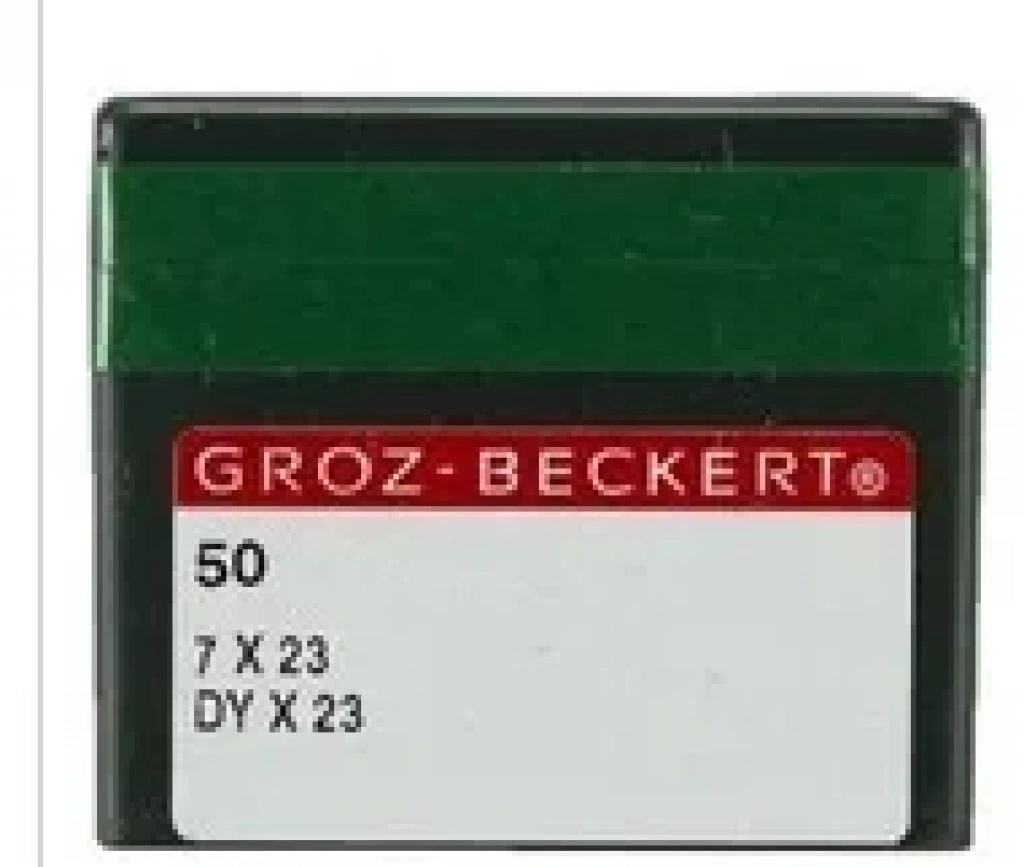 GROZ-BECKERT®
50
7 X 23
DY X 23